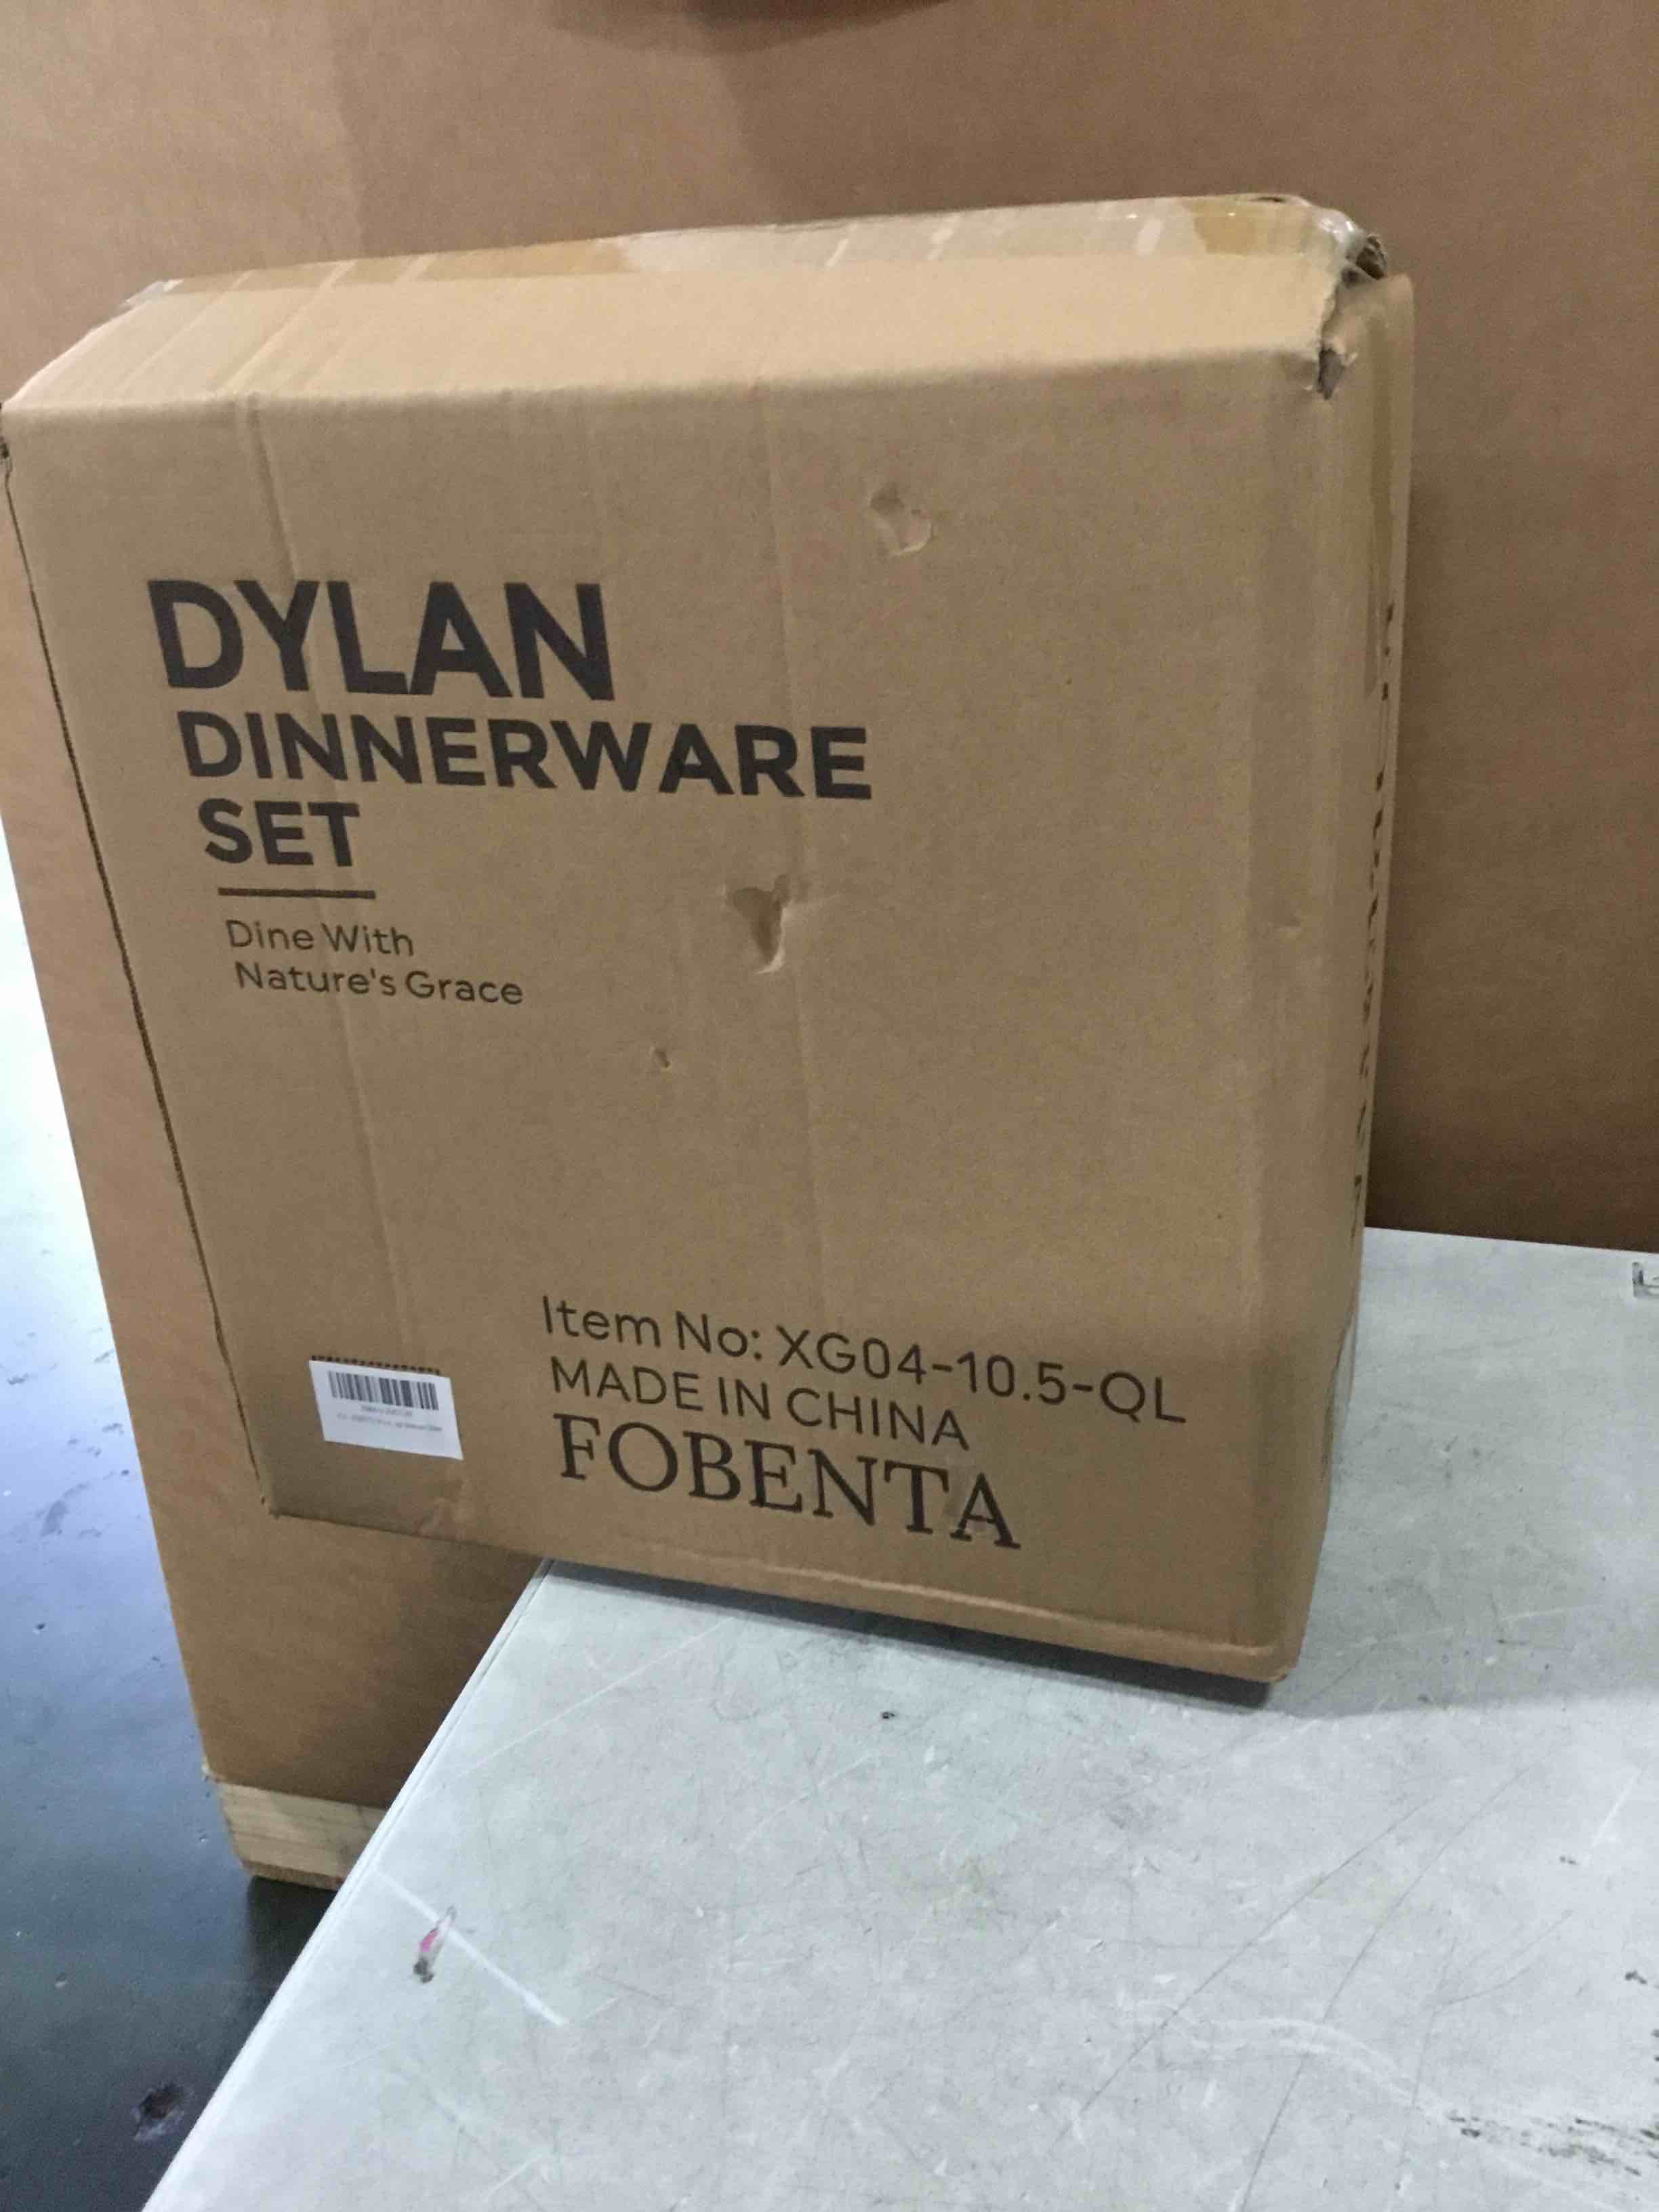 DYLAN
DINNERWARE
SET
Dine With
Nature's Grace
Item No: XG04-10.5-QL
MADE IN CHINA
FOBENTA